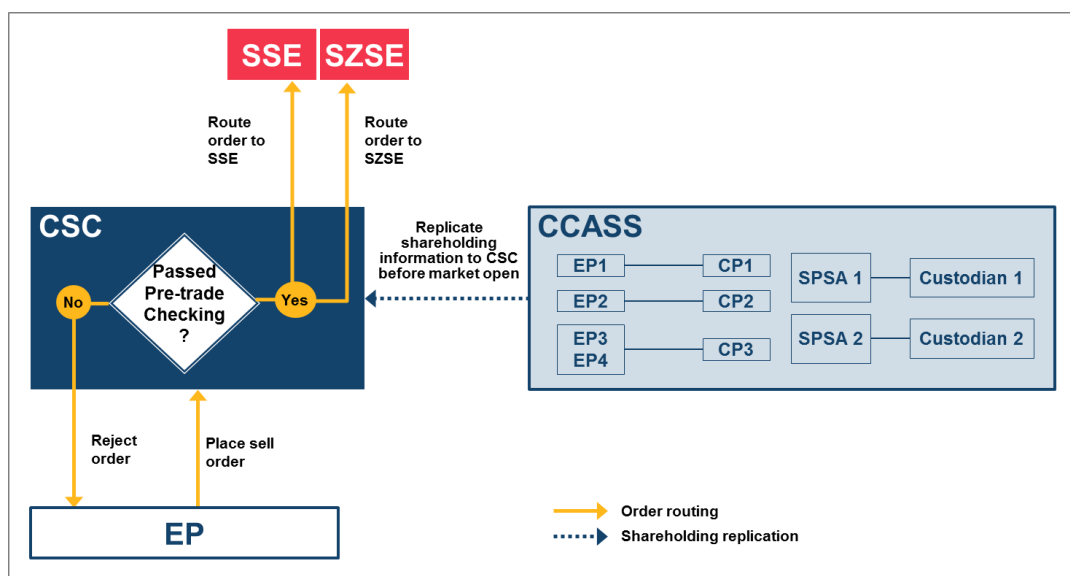 SSE SZSE
Route
order to
SSE
Route
order to
SZSE
CSC
Passed
Pre-trade
Checking
?
No
Yes
Replicate
shareholding
information to CSC
before market open
CCASS
EP1
CP1
EP2
CP2
EP3
EP4
CP3
SPSA 1
Custodian 1
SPSA 2
Custodian 2
Reject
order
Place sell
order
EP
Order routing
Shareholding replication